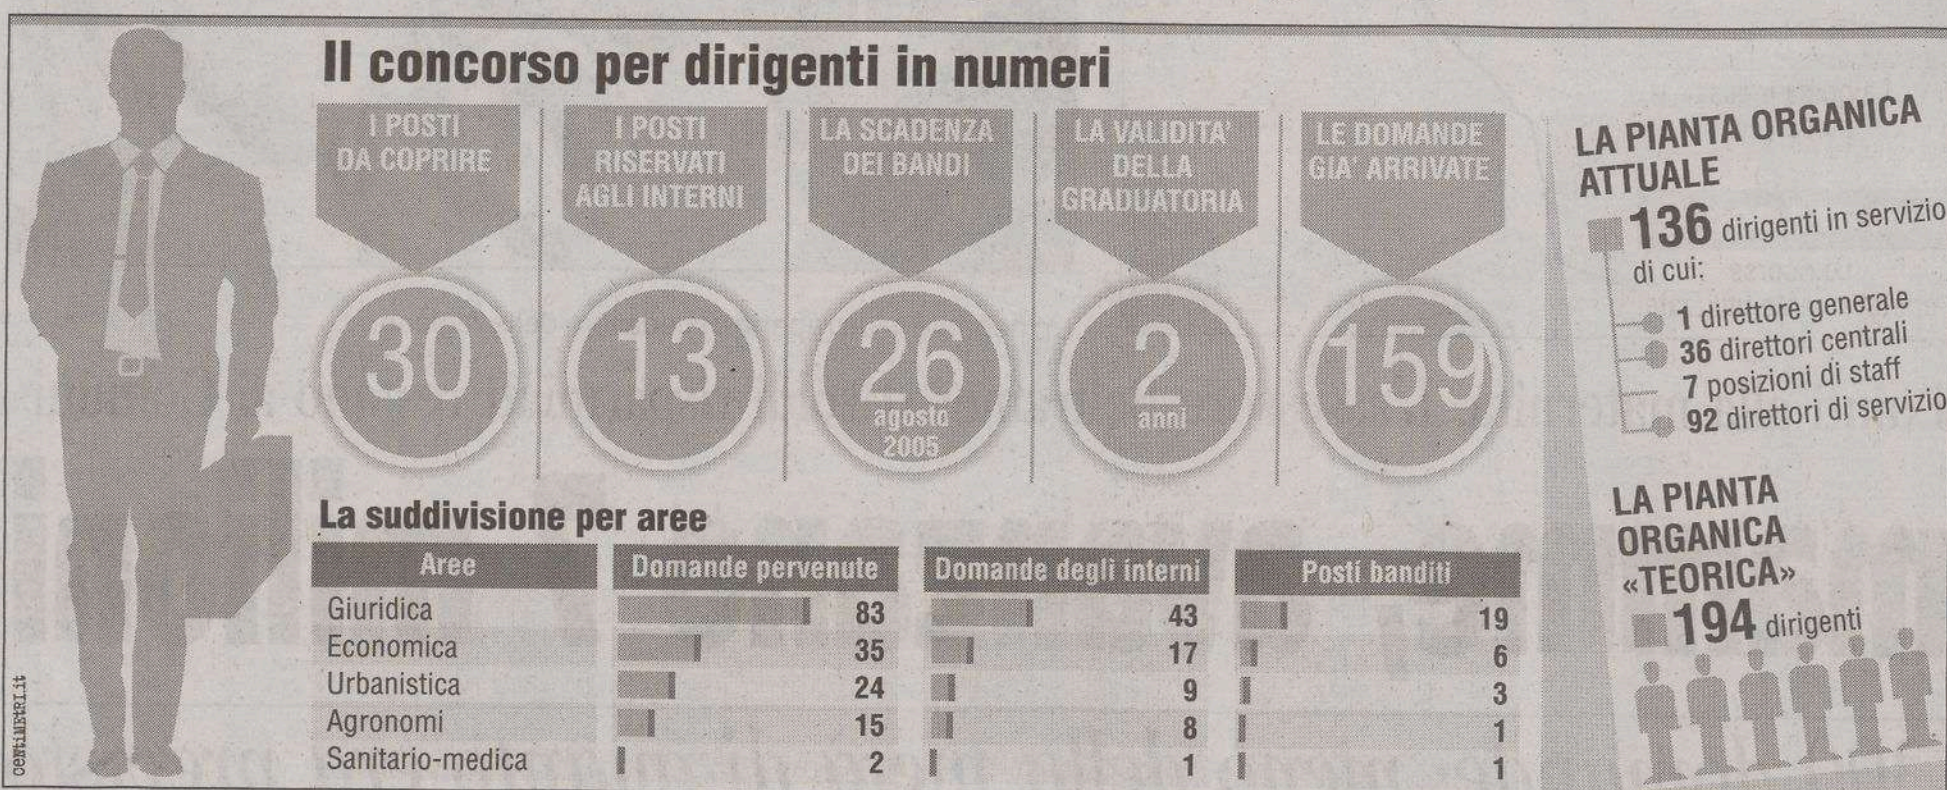 Il concorso per dirigenti in numeri
I POSTI
DA COPRIRE
30
I POSTI
RISERVATI
AGLI INTERNI
13
LA SCADENZA
DEI BANDI
26
agosto
2005
LA VALIDITA'
DELLA
GRADUATORIA
2
anni
LE DOMANDE
GIA' ARRIVATE
159
La suddivisione per aree
Aree Domande pervenute Domande degli interni Posti banditi
Giuridica 83 43 19
Economica 35 17 6
Urbanistica 24 9 3
Agronomi 15 8 1
Sanitario-medica 2 1 1
LA PIANTA ORGANICA
ATTUALE
136 dirigenti in servizio
di cui:
1 direttore generale
36 direttori centrali
7 posizioni di staff
92 direttori di servizio
LA PIANTA
ORGANICA
«TEORICA»
194 dirigenti
centiMETRI.it